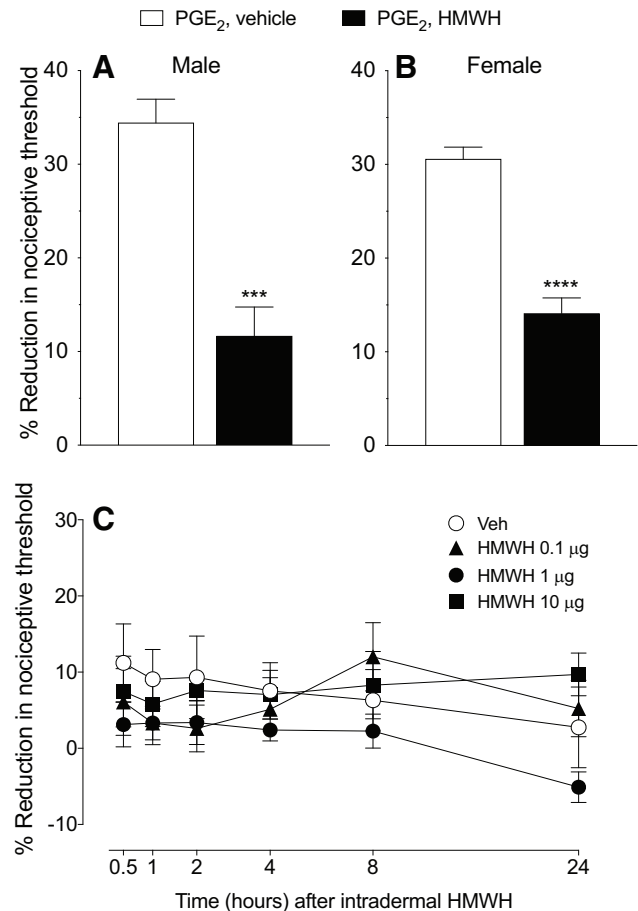 PGE2, vehicle PGE2, HMWH
A Male
B Female
% Reduction in nociceptive threshold
40
30
20
10
0
***
40
30
20
10
0
****
C
% Reduction in nociceptive threshold
30
20
10
0
-10
Veh
HMWH 0.1 μg
HMWH 1 μg
HMWH 10 μg
0.5 1 2 4 8 24
Time (hours) after intradermal HMWH